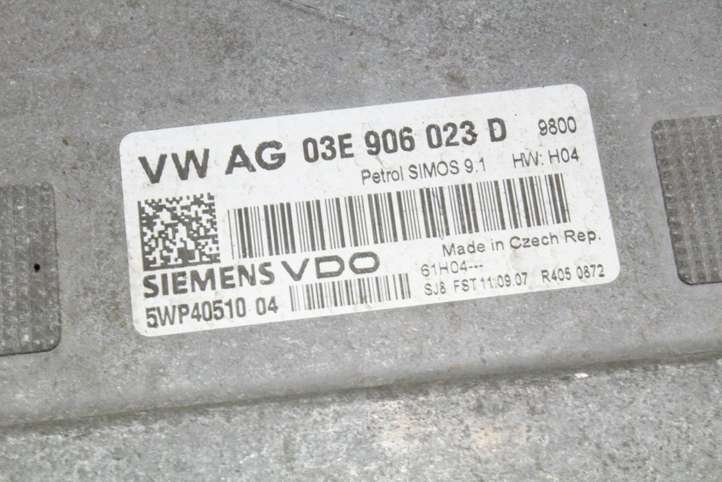 VW AG 03E 906 023 D 9800
Petrol SIMOS 9.1 HW: H04
Made in Czech Rep.
SIEMENS VDO 61H04---
5WP40510 04 SJ8 FST 11.09.07 R405 0872